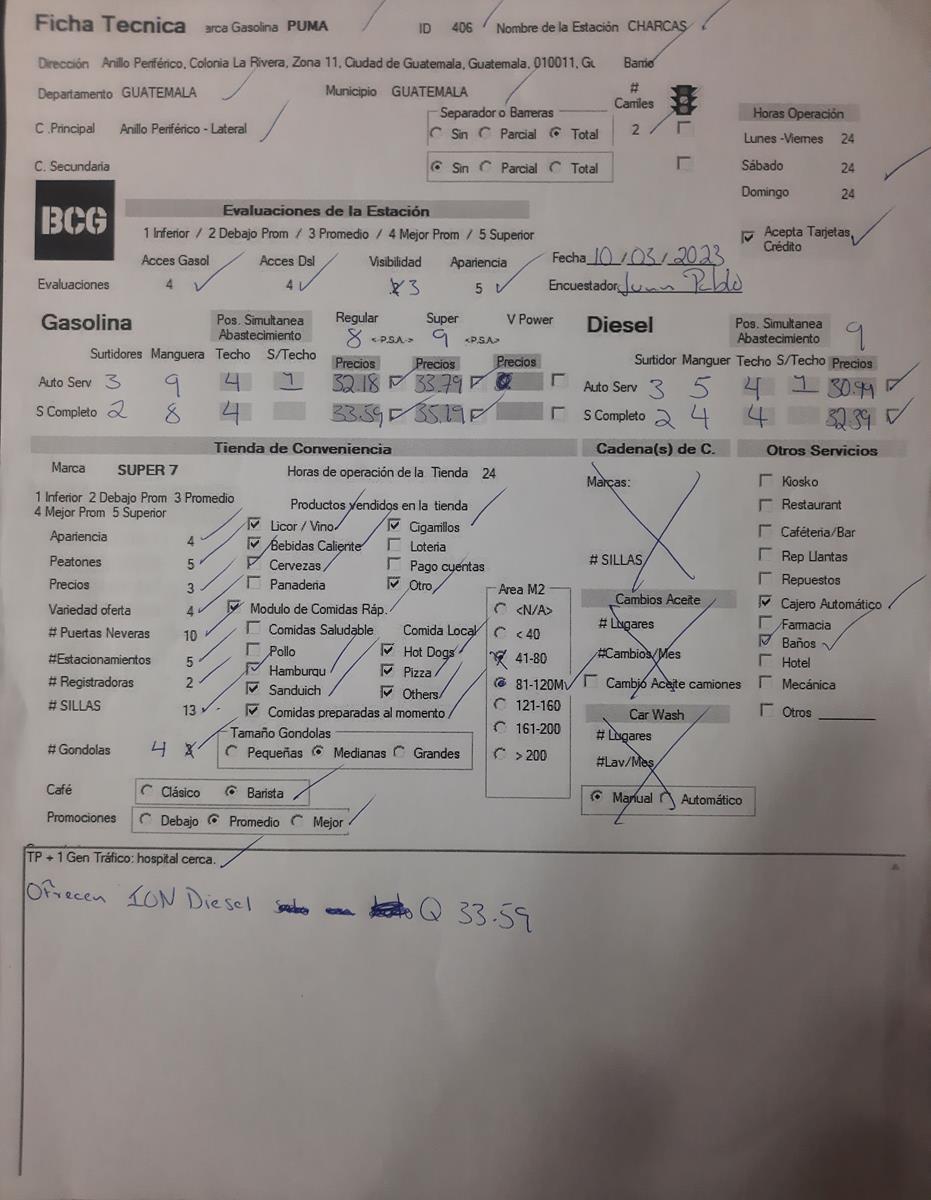 Ficha Tecnica arca Gasolina PUMA ID 406 Nombre de la Estación CHARCAS
Dirección Anillo Periférico, Colonia La Rivera, Zona 11, Ciudad de Guatemala, Guatemala, 010011, Gu Barrio
Departamento GUATEMALA Municipio GUATEMALA # Carriles
C .Principal Anillo Periférico - Lateral Separador o Barreras Sin Parcial Total 2
C. Secundaria Sin Parcial Total
Horas Operación
Lunes -Viernes 24
Sábado 24
Domingo 24
Acepta Tarjetas Crédito
BCG
Evaluaciones de la Estación
1 Inferior / 2 Debajo Prom / 3 Promedio / 4 Mejor Prom / 5 Superior
Acces Gasol Acces Dsl Visibilidad Apariencia Fecha 10/03/2023
Evaluaciones 4 4 3 5 Encuestador Juan Pablo
Gasolina Pos. Simultanea Abastecimiento Regular Super V Power
8 <-P.S.A.-> 9 <-P.S.A>
Surtidores Manguera Techo S/Techo Precios Precios Precios
Auto Serv 3 9 4 1 32.18 33.79
S Completo 2 8 4 33.59 35.19
Diesel Pos. Simultanea Abastecimiento 9
Surtidor Manguer Techo S/Techo Precios
Auto Serv 3 5 4 1 30.99
S Completo 2 4 4 32.39
Tienda de Conveniencia
Marca SUPER 7 Horas de operación de la Tienda 24
1 Inferior 2 Debajo Prom 3 Promedio
4 Mejor Prom 5 Superior
Apariencia 4
Peatones 5
Precios 3
Variedad oferta 4
# Puertas Neveras 10
#Estacionamientos 5
# Registradoras 2
# SILLAS 13
# Gondolas 4
Productos vendidos en la tienda
Licor / Vino Cigarrillos
Bebidas Caliente Loteria
Cervezas Pago cuentas
Panaderia Otro
Modulo de Comidas Ráp.
Comidas Saludable Comida Local
Pollo Hot Dogs
Hamburgu Pizza
Sanduich Others
Comidas preparadas al momento
Tamaño Gondolas
Pequeñas Medianas Grandes
Area M2
<N/A>
< 40
41-80
81-120M
121-160
161-200
> 200
Café Clásico Barista
Promociones Debajo Promedio Mejor
Cadena(s) de C.
Marcas:
# SILLAS
Cambios Aceite
# Lugares
#Cambios/Mes
Cambio Aceite camiones
Car Wash
# Lugares
#Lav/Mes
Manual Automático
Otros Servicios
Kiosko
Restaurant
Caféteria/Bar
Rep Llantas
Repuestos
Cajero Automático
Farmacia
Baños
Hotel
Mecánica
Otros
TP + 1 Gen Tráfico: hospital cerca.
Ofrecen ION Diesel Q 33.59